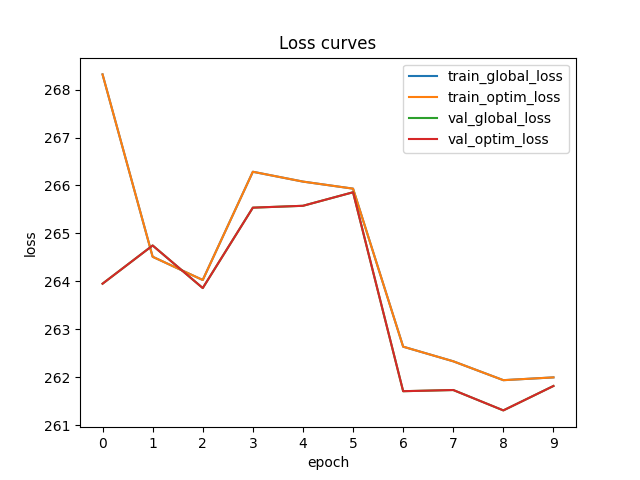 Loss curves
train_global_loss
train_optim_loss
val_global_loss
val_optim_loss
268
267
266
265
264
263
262
261
loss
0 1 2 3 4 5 6 7 8 9
epoch